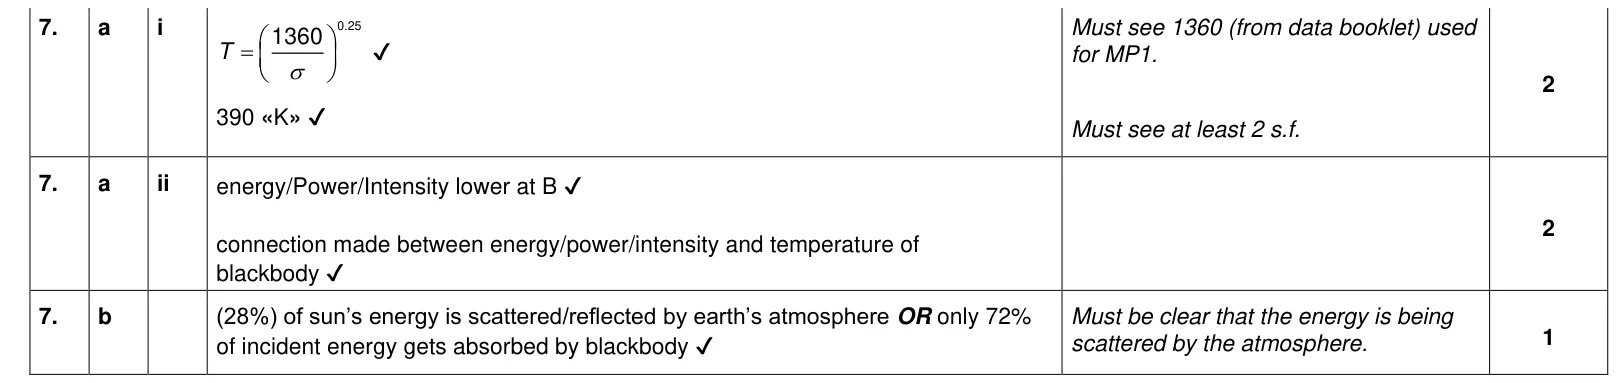 7. a i T = (1360/σ)^0.25 ✓ Must see 1360 (from data booklet) used
for MP1.
2
390 «K» ✓
Must see at least 2 s.f.
7. a ii energy/Power/Intensity lower at B ✓
2
connection made between energy/power/intensity and temperature of
blackbody ✓
7. b (28%) of sun's energy is scattered/reflected by earth's atmosphere OR only 72%
of incident energy gets absorbed by blackbody ✓
Must be clear that the energy is being
scattered by the atmosphere.
1